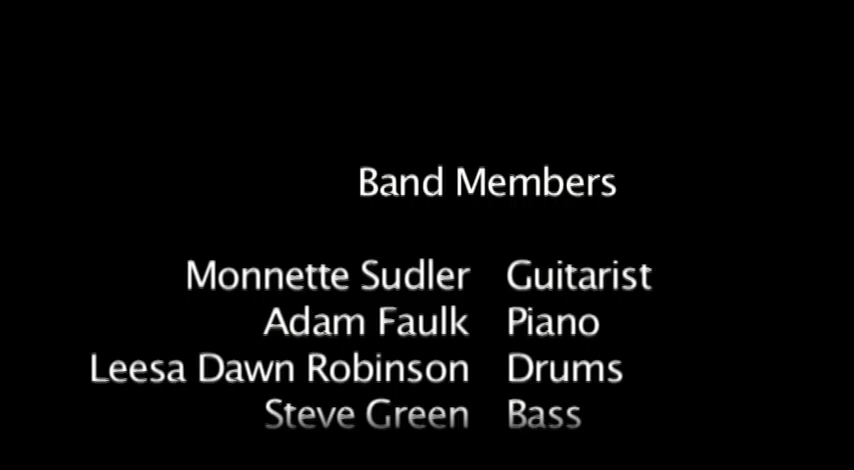 Band Members
Monnette Sudler Guitarist
Adam Faulk Piano
Leesa Dawn Robinson Drums
Steve Green Bass